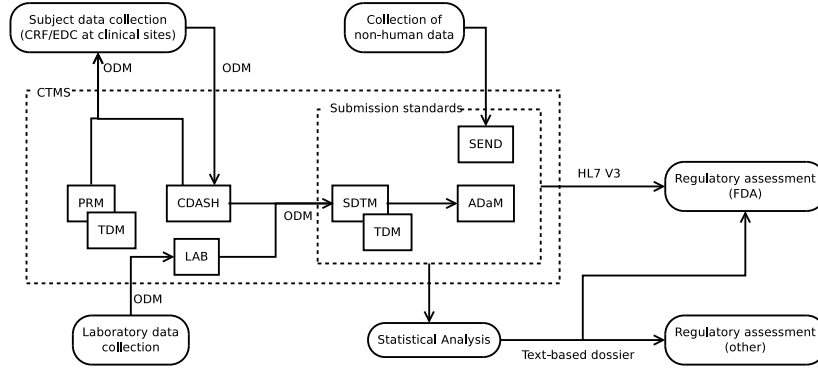 Subject data collection
(CRF/EDC at clinical sites)
Collection of
non-human data
ODM
ODM
CTMS
Submission standards
SEND
HL7 V3
Regulatory assessment
(FDA)
PRM
TDM
CDASH
ODM
SDTM
TDM
ADaM
LAB
ODM
Laboratory data
collection
Statistical Analysis
Text-based dossier
Regulatory assessment
(other)